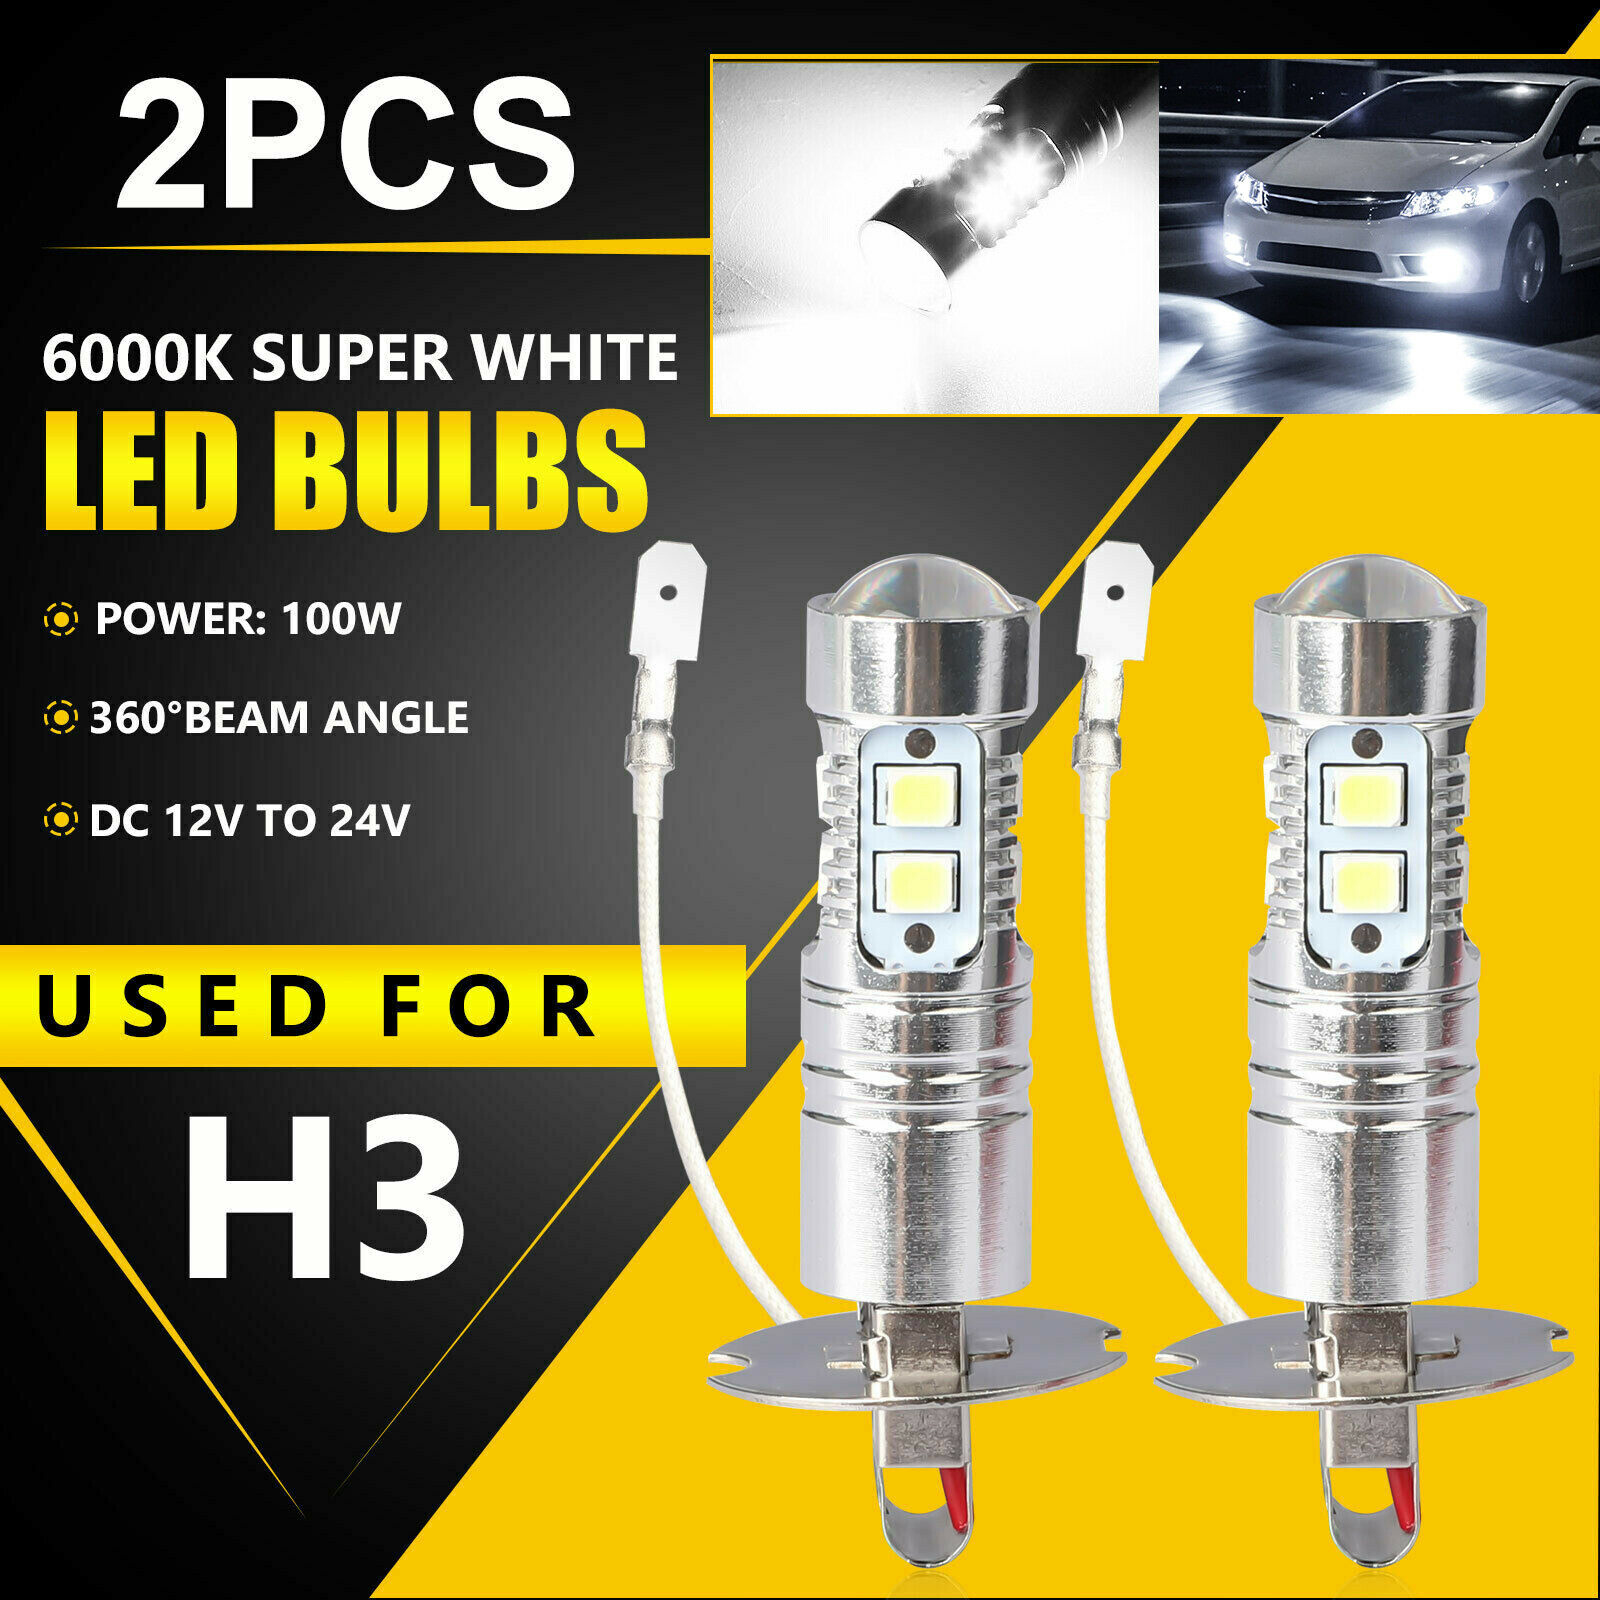 2PCS
6000K SUPER WHITE
LED BULBS
POWER: 100W
360°BEAM ANGLE
DC 12V TO 24V
USED FOR
H3